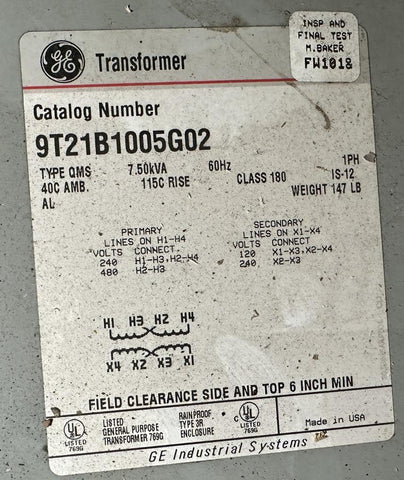 INSP AND
FINAL TEST
M.BAKER
FW1018
GE Transformer
Catalog Number
9T21B1005G02
TYPE QMS 7.50kVA 60Hz 1PH
40C AMB. 115C RISE CLASS 180 IS-12
AL WEIGHT 147 LB
PRIMARY
LINES ON H1-H4
VOLTS CONNECT.
240 H1-H3,H2-H4
480 H2-H3
SECONDARY
LINES ON X1-X4
VOLTS CONNECT.
120 X1-X3,X2-X4
240 X2-X3
H1 H3 H2 H4
X4 X2 X3 X1
FIELD CLEARANCE SIDE AND TOP 6 INCH MIN
UL LISTED 769G
LISTED
GENERAL PURPOSE
TRANSFORMER 769G
RAINPROOF
TYPE 3R
ENCLOSURE
C UL LISTED 769G
Made in USA
GE Industrial Systems